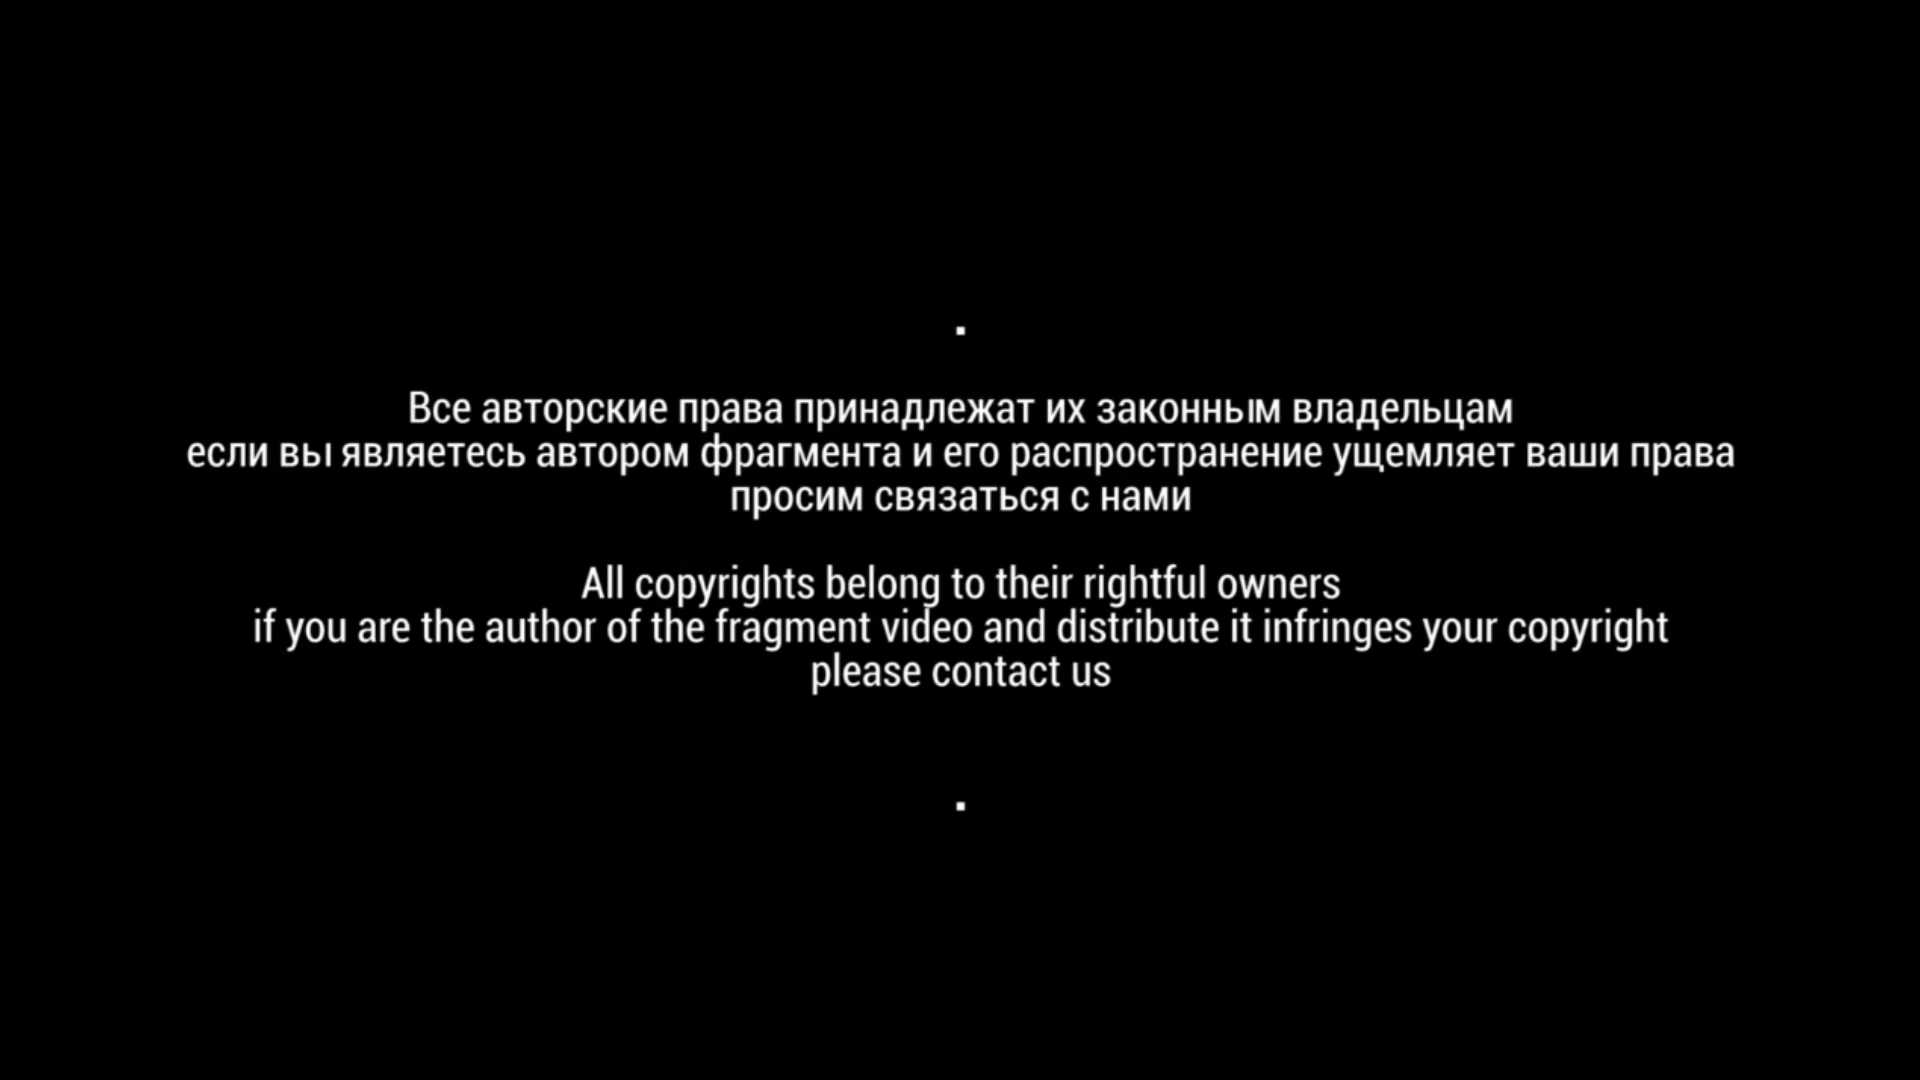 .
Все авторские права принадлежат их законным владельцам
если вы являетесь автором фрагмента и его распространение ущемляет ваши права
просим связаться с нами
All copyrights belong to their rightful owners
if you are the author of the fragment video and distribute it infringes your copyright
please contact us
.